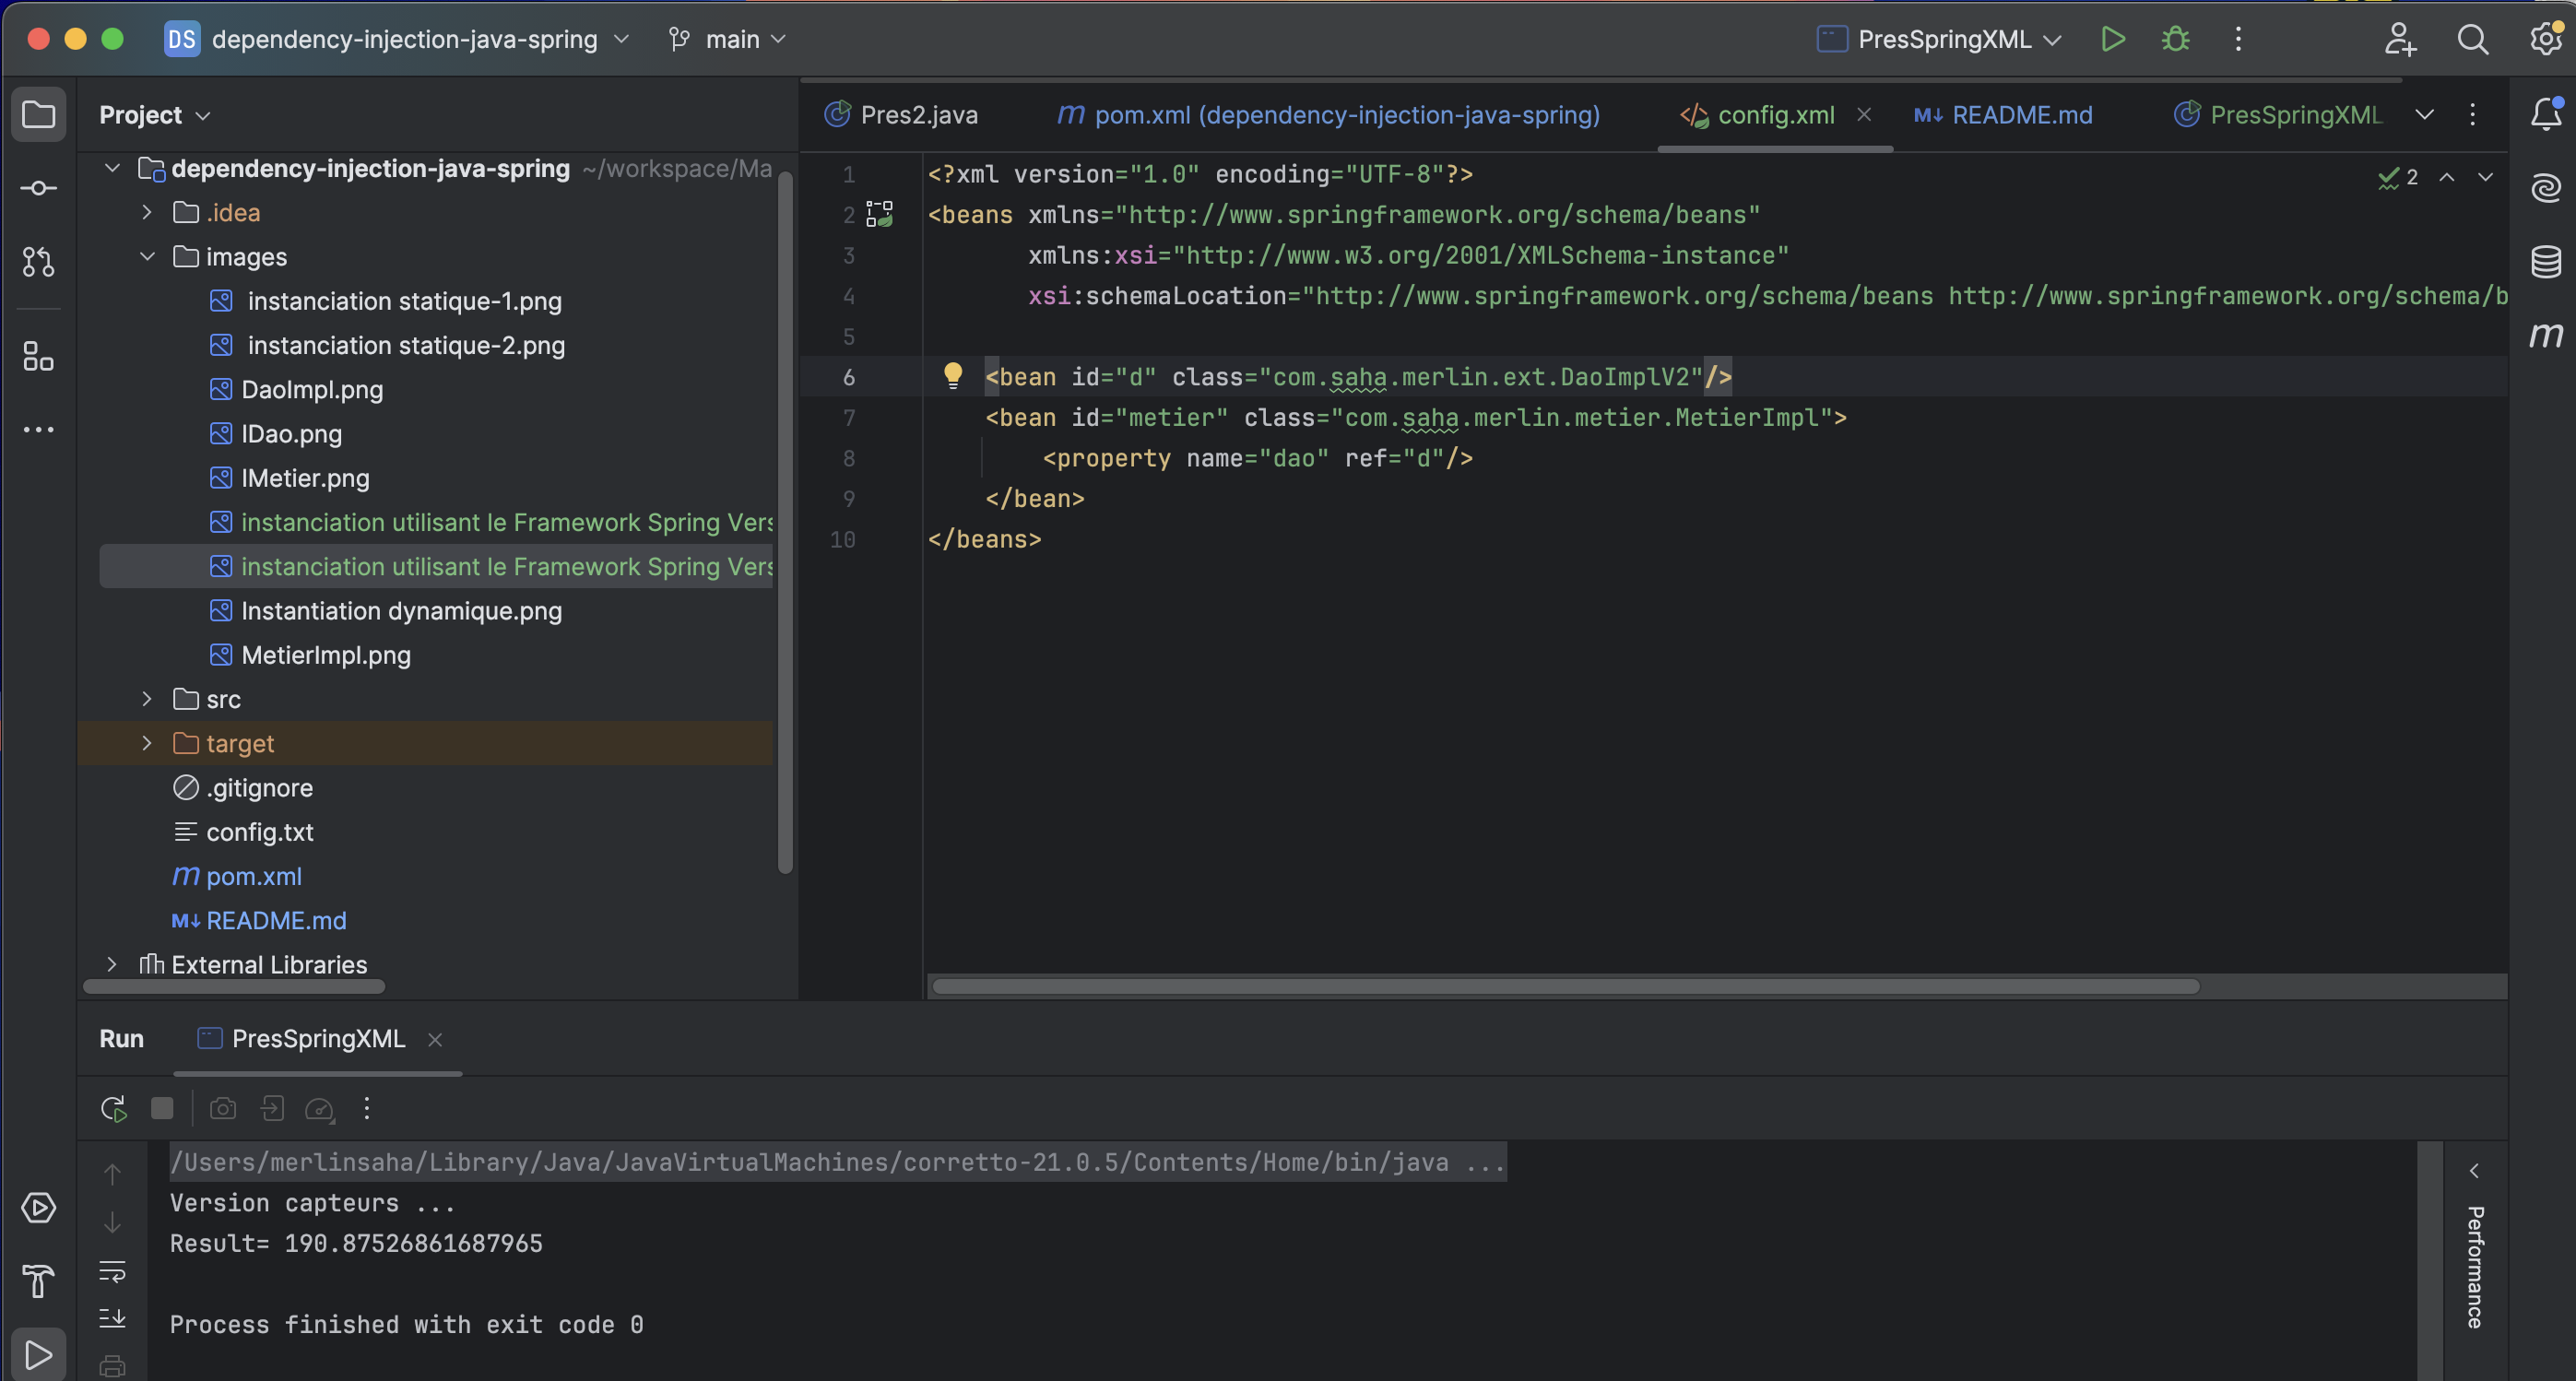 DS dependency-injection-java-spring main PresSpringXML
Project
Pres2.java pom.xml (dependency-injection-java-spring) config.xml README.md PresSpringXML
dependency-injection-java-spring ~/workspace/Ma
.idea
images
instanciation statique-1.png
instanciation statique-2.png
DaoImpl.png
IDao.png
IMetier.png
instanciation utilisant le Framework Spring Vers
instanciation utilisant le Framework Spring Vers
Instantiation dynamique.png
MetierImpl.png
src
target
.gitignore
config.txt
pom.xml
README.md
External Libraries
1 <?xml version="1.0" encoding="UTF-8"?>
2 <beans xmlns="http://www.springframework.org/schema/beans"
3 xmlns:xsi="http://www.w3.org/2001/XMLSchema-instance"
4 xsi:schemaLocation="http://www.springframework.org/schema/beans http://www.springframework.org/schema/b
5
6 <bean id="d" class="com.saha.merlin.ext.DaoImplV2"/>
7 <bean id="metier" class="com.saha.merlin.metier.MetierImpl">
8 <property name="dao" ref="d"/>
9 </bean>
10 </beans>
2
Run PresSpringXML
/Users/merlinsaha/Library/Java/JavaVirtualMachines/corretto-21.0.5/Contents/Home/bin/java ...
Version capteurs ...
Result= 190.87526861687965
Process finished with exit code 0
Performance